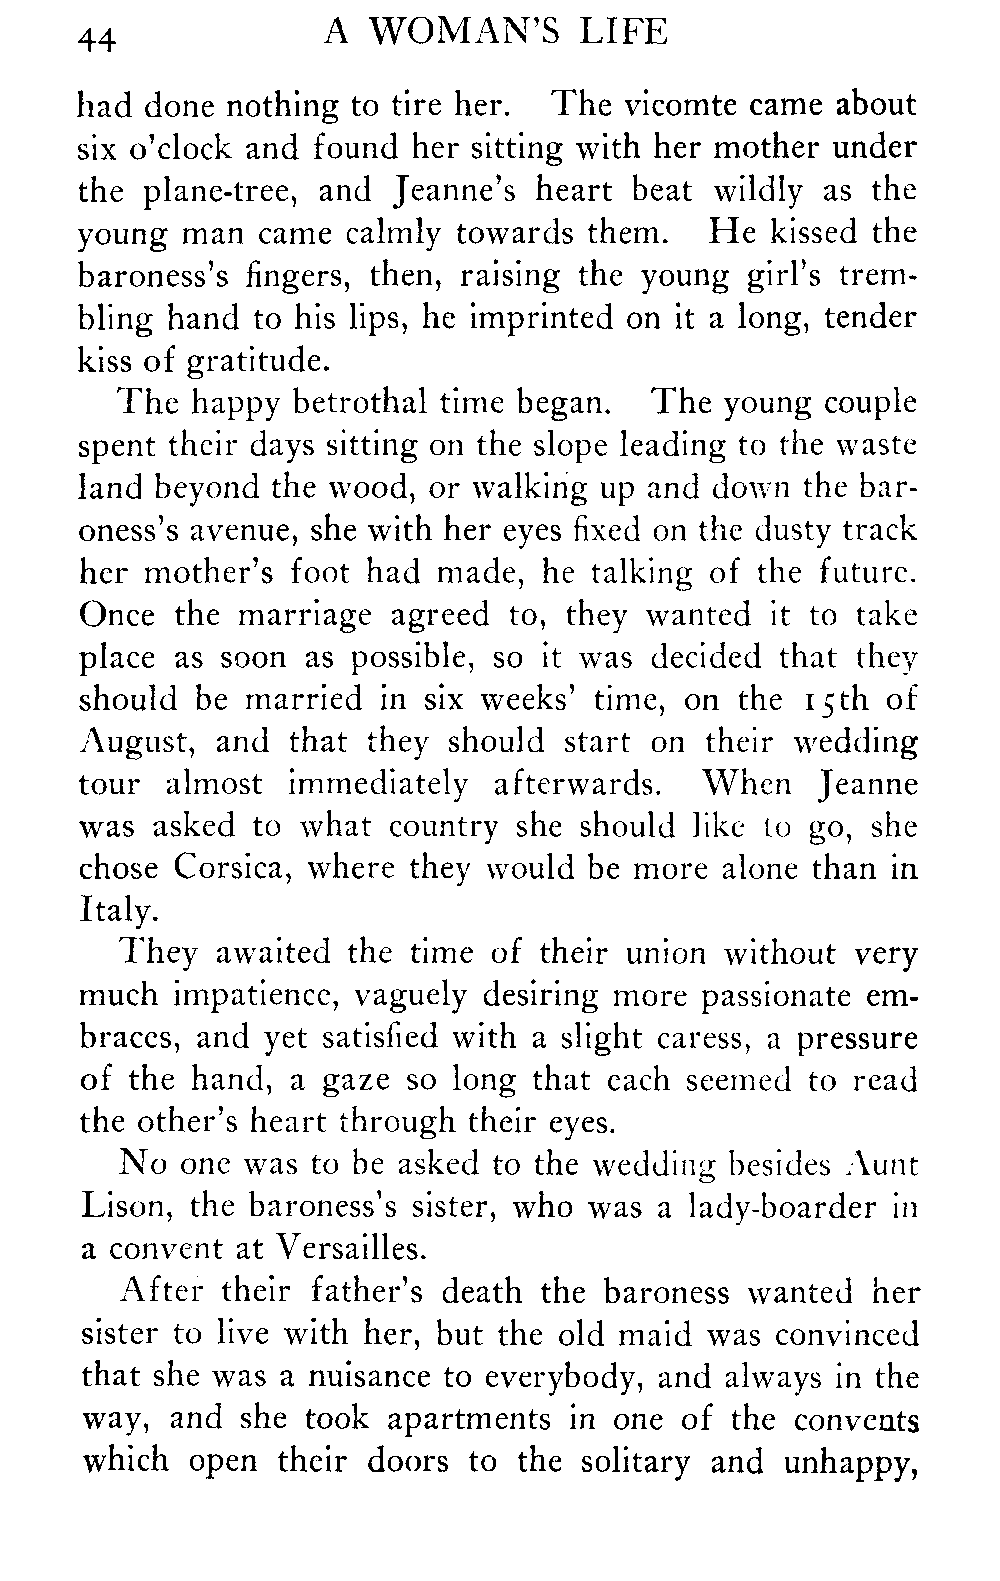 44 A WOMAN'S LIFE
had done nothing to tire her. The vicomte came about
six o'clock and found her sitting with her mother under
the plane-tree, and Jeanne's heart beat wildly as the
young man came calmly towards them. He kissed the
baroness's fingers, then, raising the young girl's trem-
bling hand to his lips, he imprinted on it a long, tender
kiss of gratitude.
The happy betrothal time began. The young couple
spent their days sitting on the slope leading to the waste
land beyond the wood, or walking up and down the bar-
oness's avenue, she with her eyes fixed on the dusty track
her mother's foot had made, he talking of the future.
Once the marriage agreed to, they wanted it to take
place as soon as possible, so it was decided that they
should be married in six weeks' time, on the 15th of
August, and that they should start on their wedding
tour almost immediately afterwards. When Jeanne
was asked to what country she should like to go, she
chose Corsica, where they would be more alone than in
Italy.
They awaited the time of their union without very
much impatience, vaguely desiring more passionate em-
braces, and yet satisfied with a slight caress, a pressure
of the hand, a gaze so long that each seemed to read
the other's heart through their eyes.
No one was to be asked to the wedding besides Aunt
Lison, the baroness's sister, who was a lady-boarder in
a convent at Versailles.
After their father's death the baroness wanted her
sister to live with her, but the old maid was convinced
that she was a nuisance to everybody, and always in the
way, and she took apartments in one of the convents
which open their doors to the solitary and unhappy,